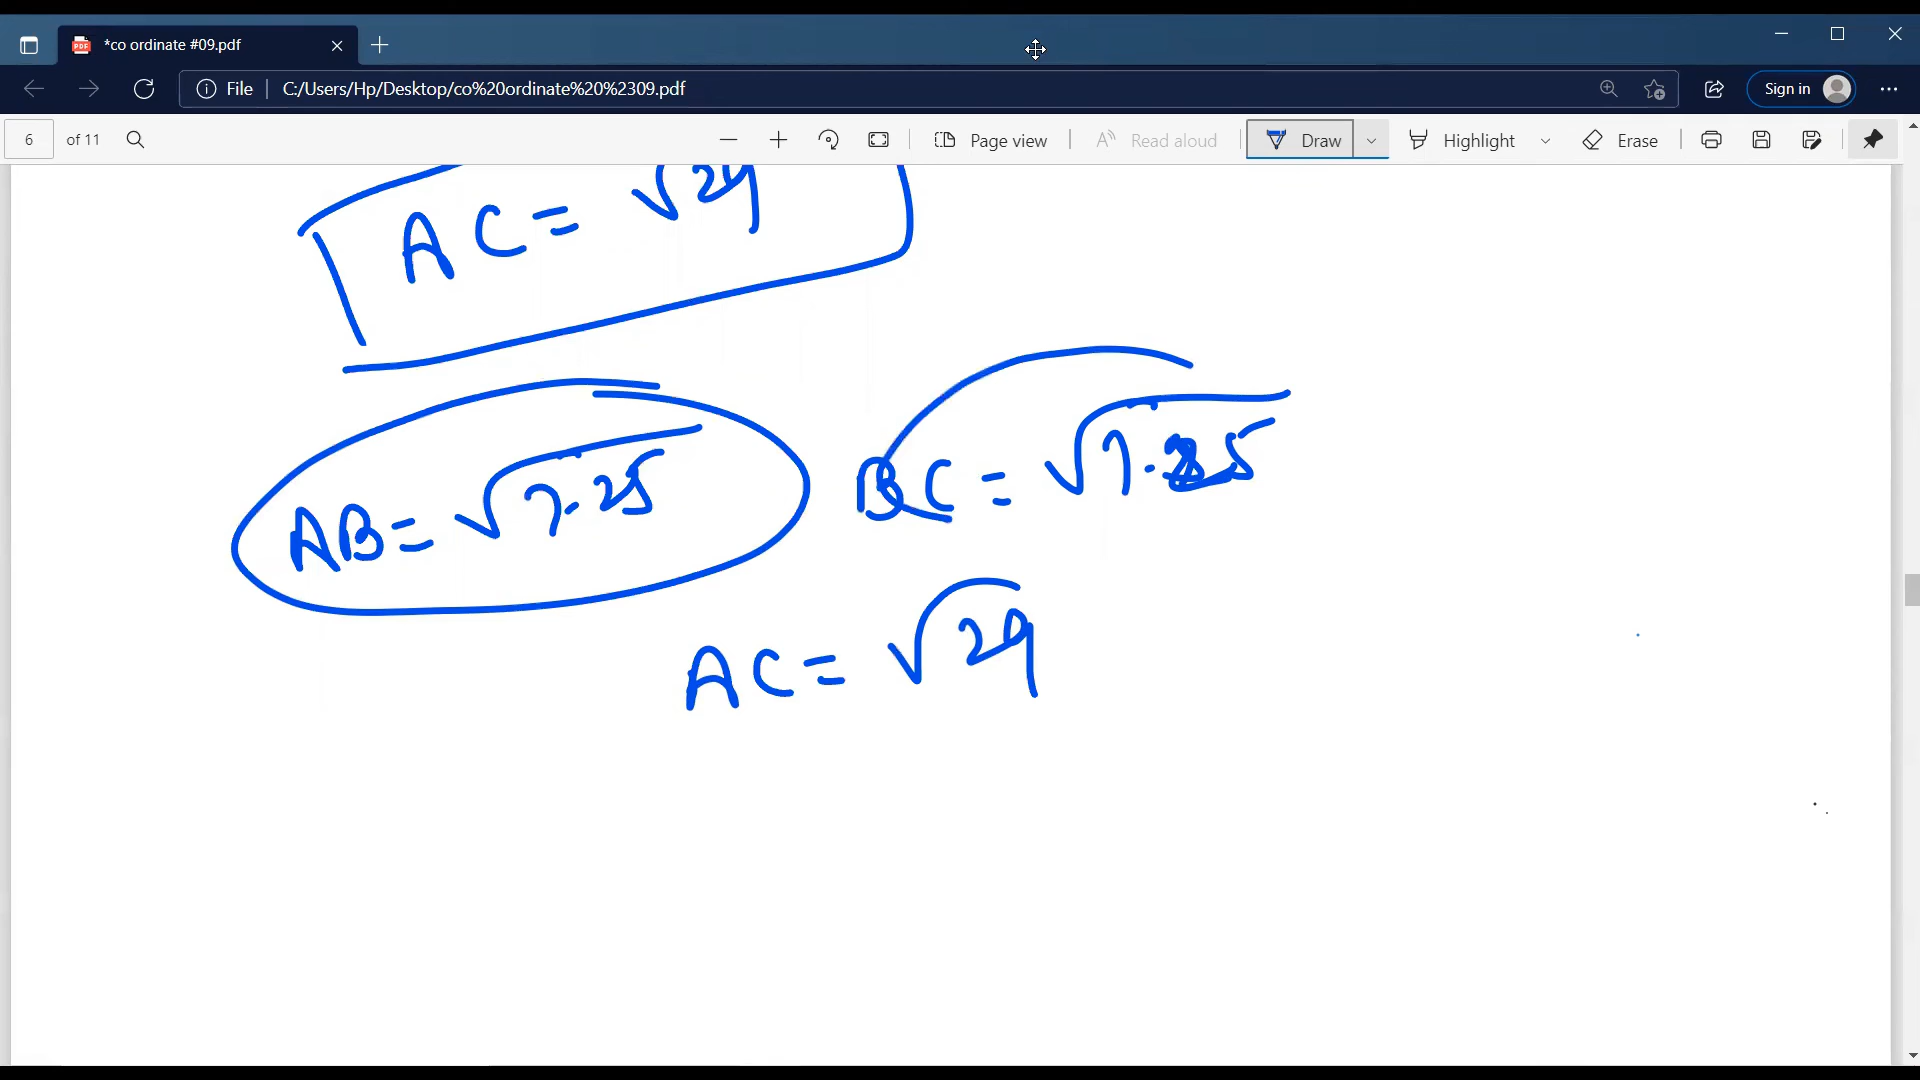 *co ordinate #09.pdf
File C:/Users/Hp/Desktop/co%20ordinate%20%2309.pdf Sign in
6 of 11 Page view Read aloud Draw Highlight Erase
AC = √29
AB = √7.25 BC = √7.25
AC = √29